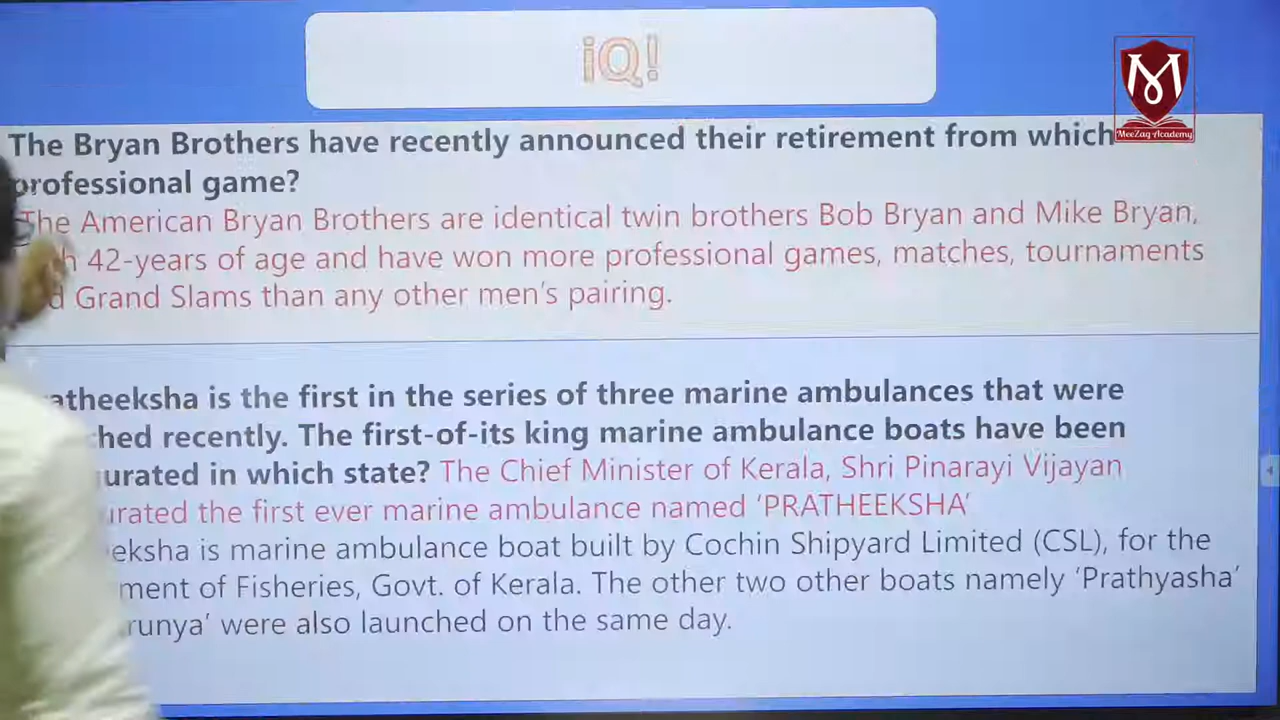 iQ!
MeeZaq Academy
The Bryan Brothers have recently announced their retirement from which
professional game?
The American Bryan Brothers are identical twin brothers Bob Bryan and Mike Bryan,
42-years of age and have won more professional games, matches, tournaments
Grand Slams than any other men's pairing.
atheeksha is the first in the series of three marine ambulances that were
hed recently. The first-of-its king marine ambulance boats have been
urated in which state? The Chief Minister of Kerala, Shri Pinarayi Vijayan
urated the first ever marine ambulance named 'PRATHEEKSHA'
eksha is marine ambulance boat built by Cochin Shipyard Limited (CSL), for the
ment of Fisheries, Govt. of Kerala. The other two other boats namely 'Prathyasha'
runya' were also launched on the same day.